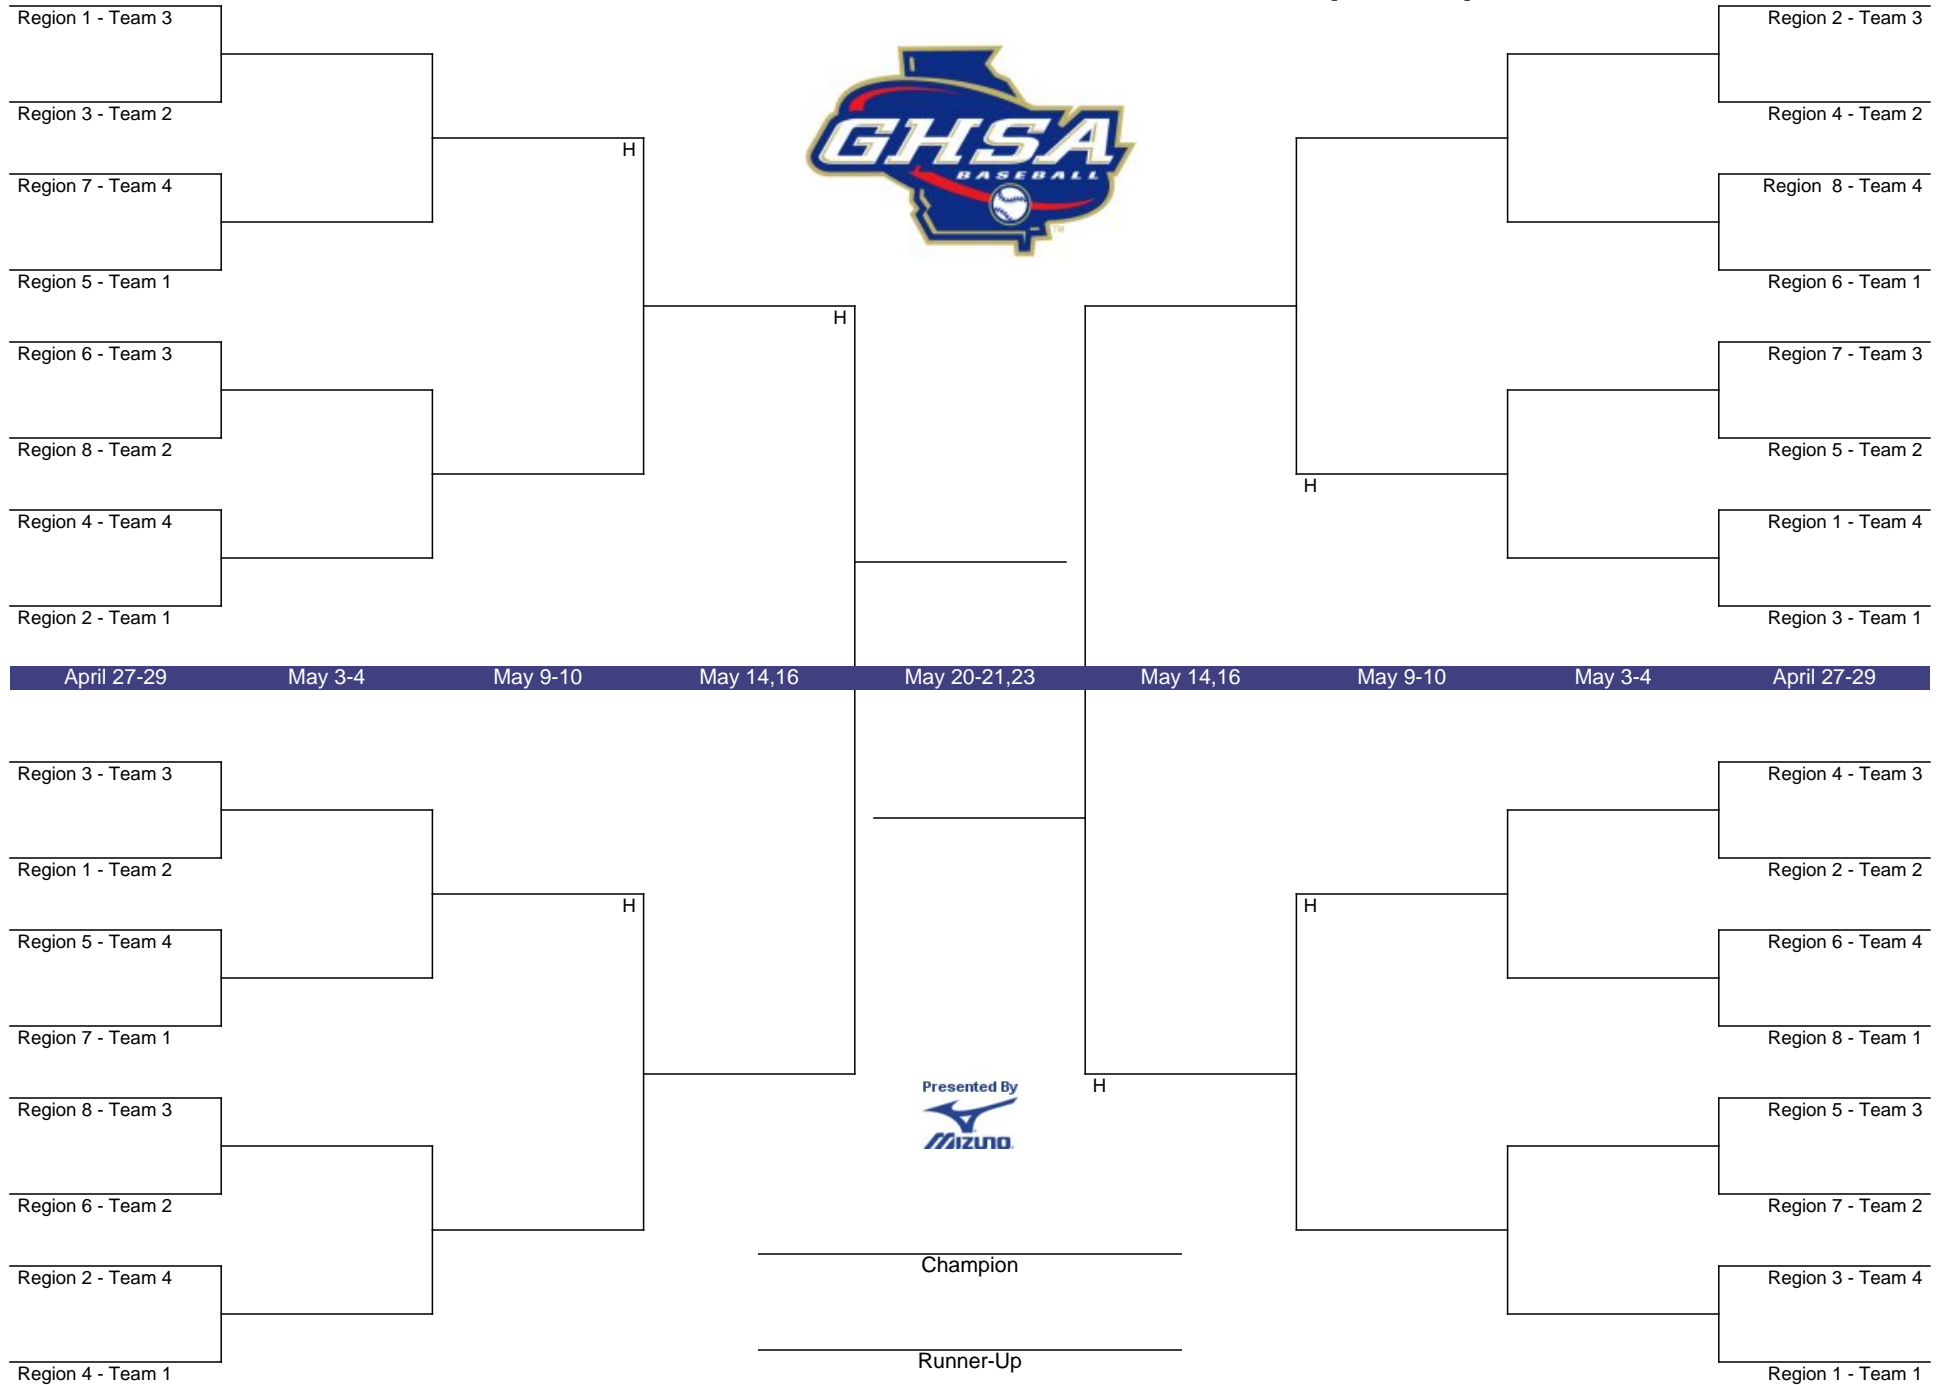 Region 1 - Team 3
Region 3 - Team 2
Region 7 - Team 4
Region 5 - Team 1
Region 6 - Team 3
Region 8 - Team 2
Region 4 - Team 4
Region 2 - Team 1
H
H
GHSA
BASEBALL
TM
Region 2 - Team 3
Region 4 - Team 2
Region  8 - Team 4
Region 6 - Team 1
Region 7 - Team 3
Region 5 - Team 2
Region 1 - Team 4
Region 3 - Team 1
H
April 27-29 May 3-4 May 9-10 May 14,16 May 20-21,23 May 14,16 May 9-10 May 3-4 April 27-29
Region 3 - Team 3
Region 1 - Team 2
Region 5 - Team 4
Region 7 - Team 1
Region 8 - Team 3
Region 6 - Team 2
Region 2 - Team 4
Region 4 - Team 1
H
Presented By
MIZUNO
H
H
Region 4 - Team 3
Region 2 - Team 2
Region 6 - Team 4
Region 8 - Team 1
Region 5 - Team 3
Region 7 - Team 2
Region 3 - Team 4
Region 1 - Team 1
Champion
Runner-Up